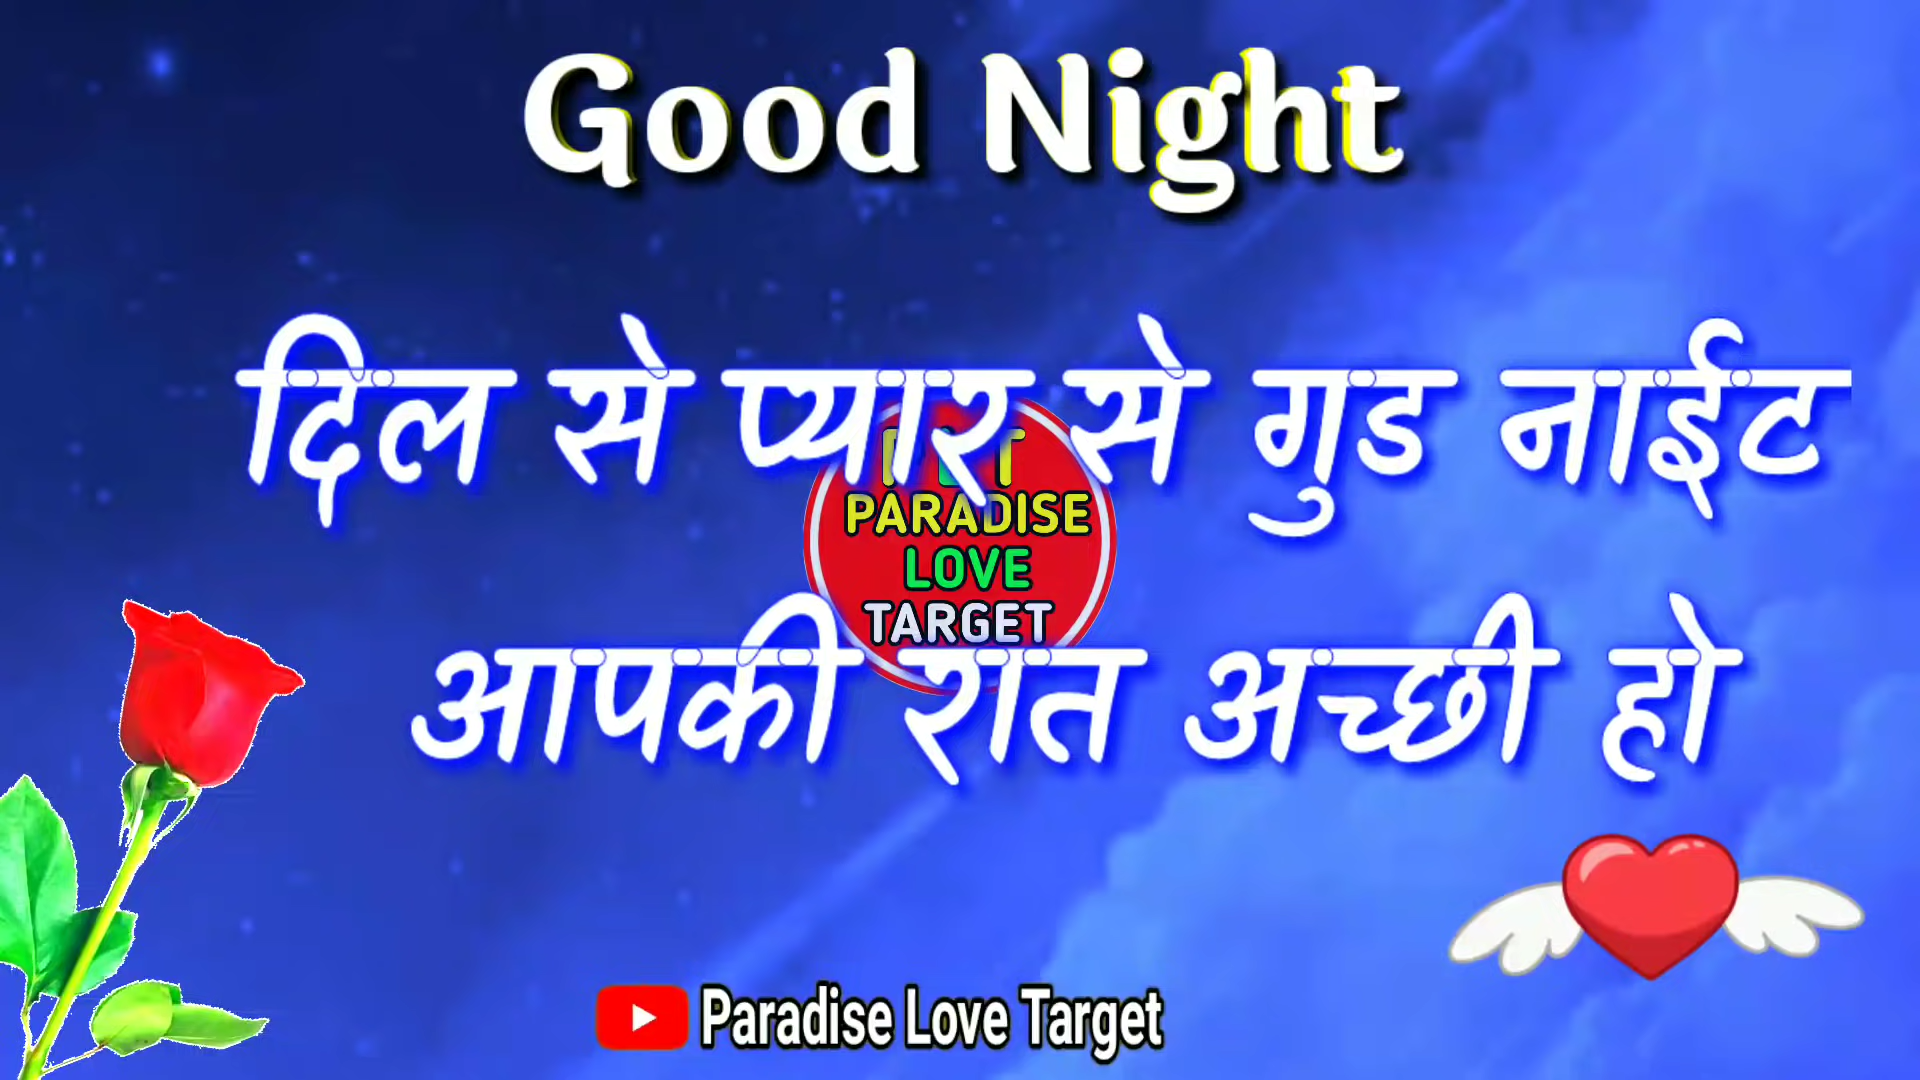 Good Night
दिल से प्यार से गुड नाईट
PARADISE
LOVE
TARGET
आपकी रात अच्छी हो
Paradise Love Target